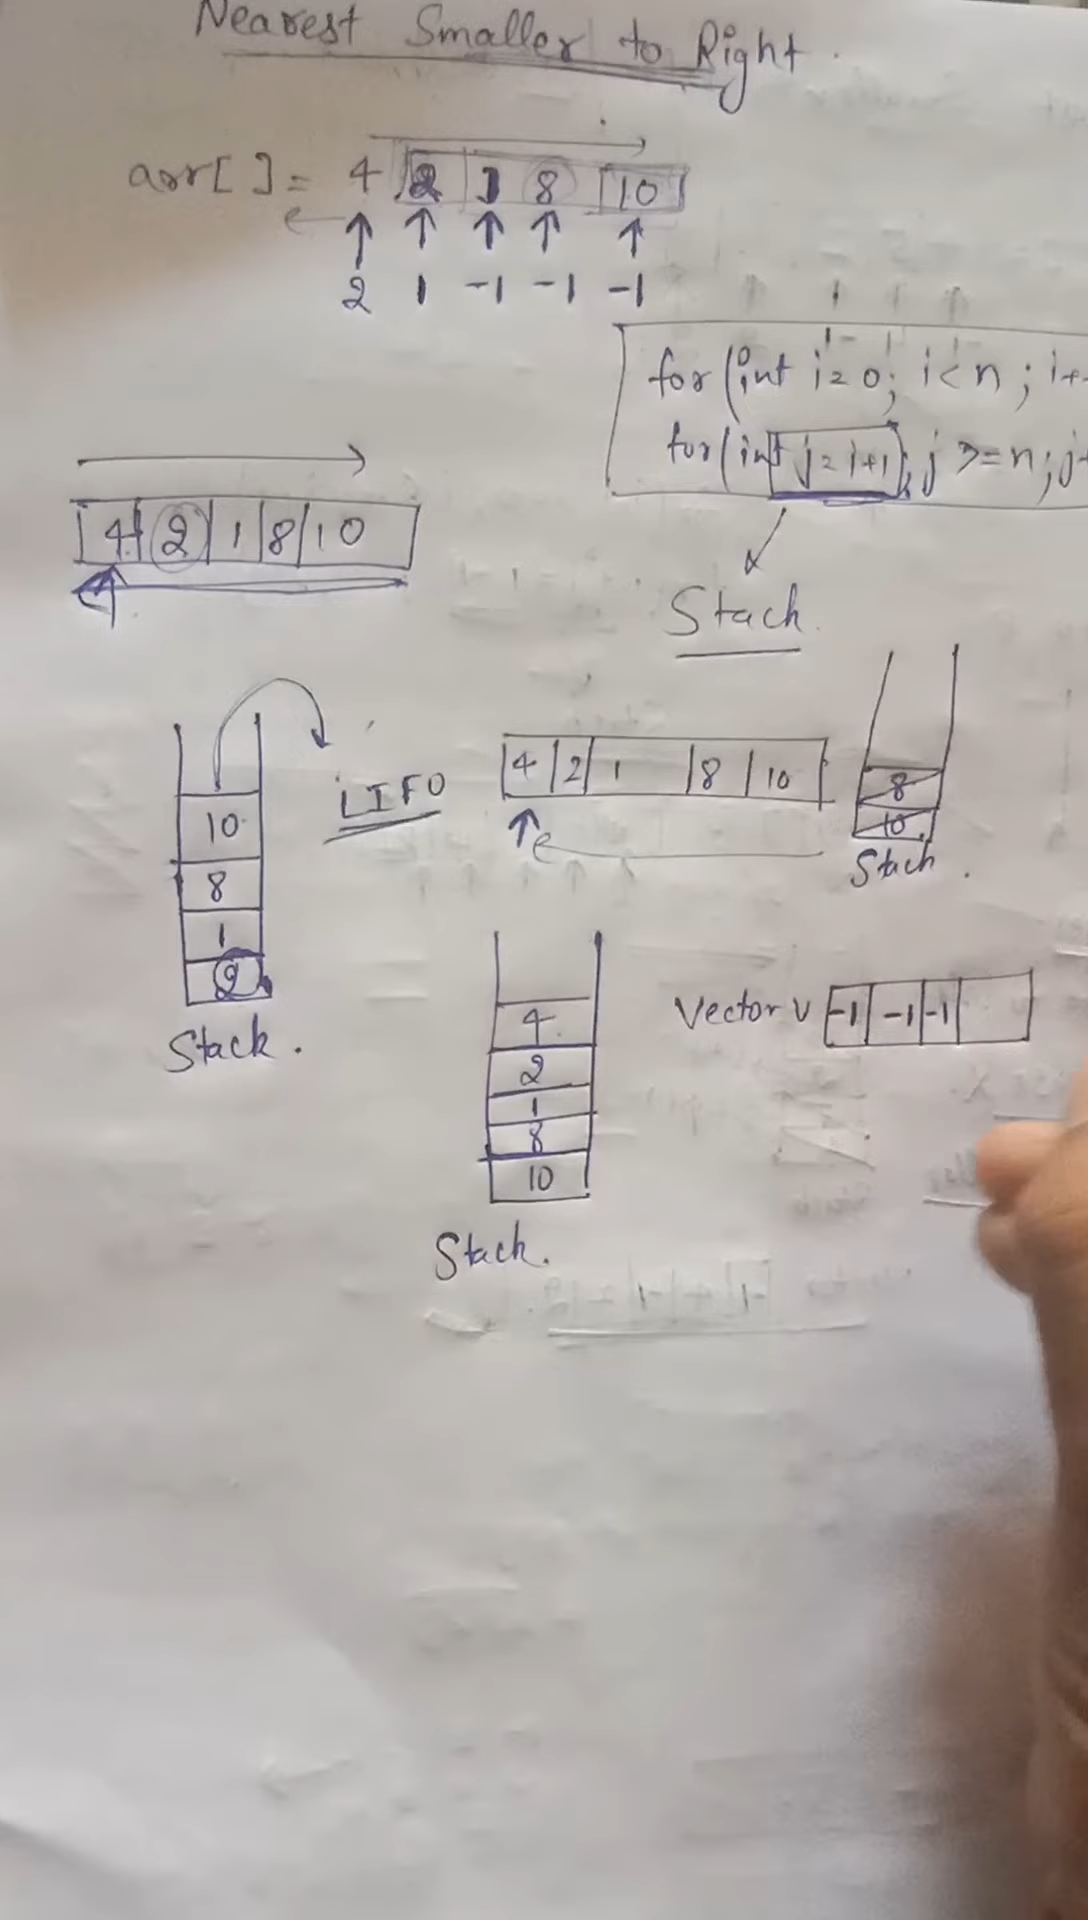 Nearest Smaller to Right.
arr[ ] = 4 2 1 8 10
2 1 -1 -1 -1
for (int i=0; i<n; i+
for (int j=i+1; j>=n; j+
4 2 1 8 10
Stack.
4 2 1 8 10
8
10
Stack.
LIFO
10
8
1
2
Stack.
Vector v -1 -1 -1
4
2
1
8
10
Stack.